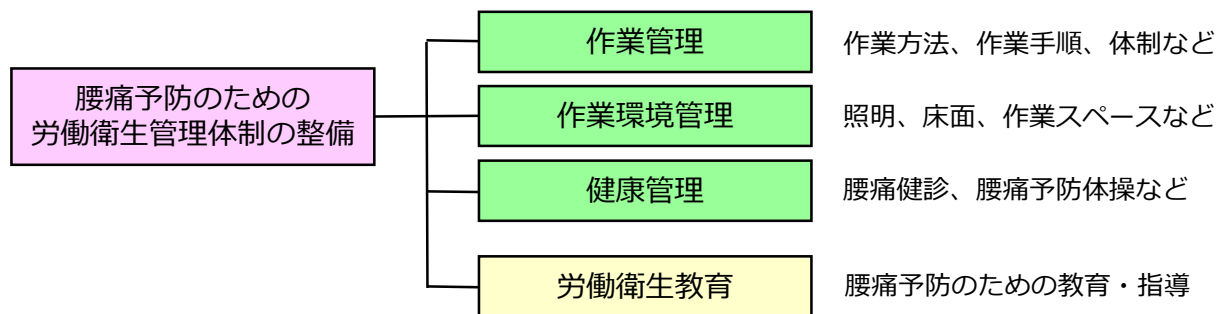 腰痛予防のための
労働衛生管理体制の整備
作業管理
作業方法、作業手順、体制など
作業環境管理
照明、床面、作業スペースなど
健康管理
腰痛健診、腰痛予防体操など
労働衛生教育
腰痛予防のための教育・指導